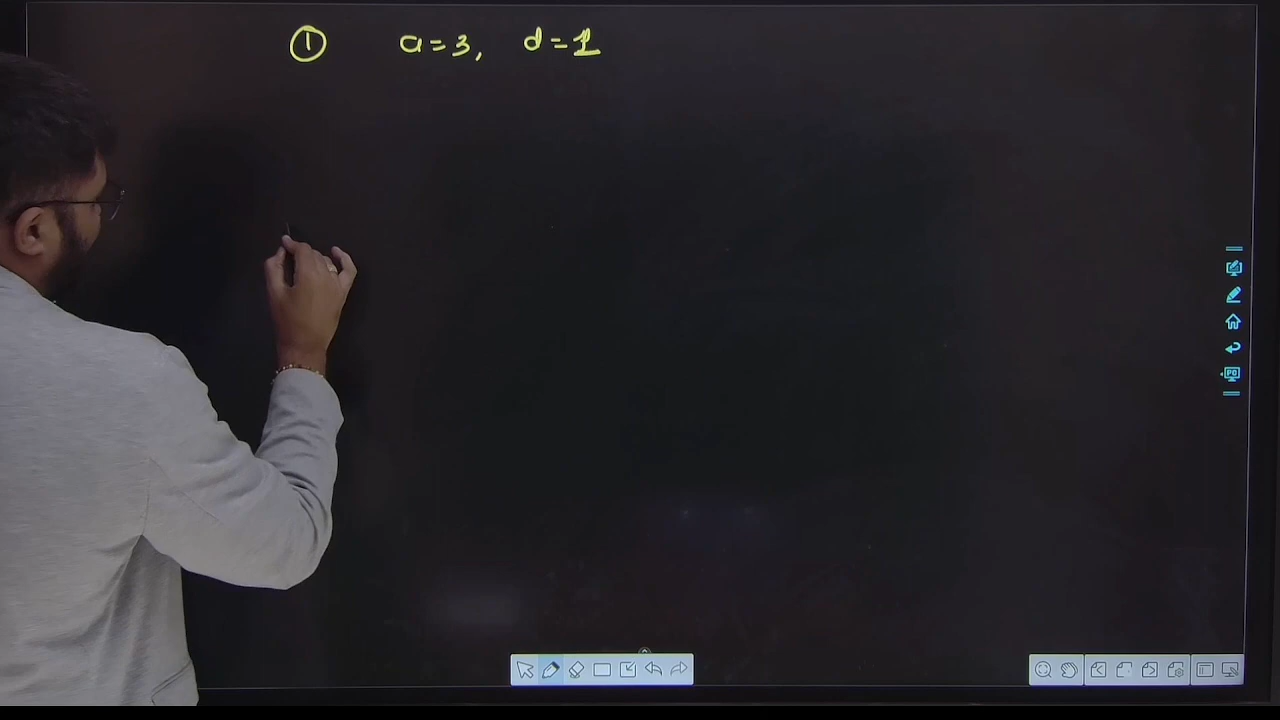 ① a=3, d=1